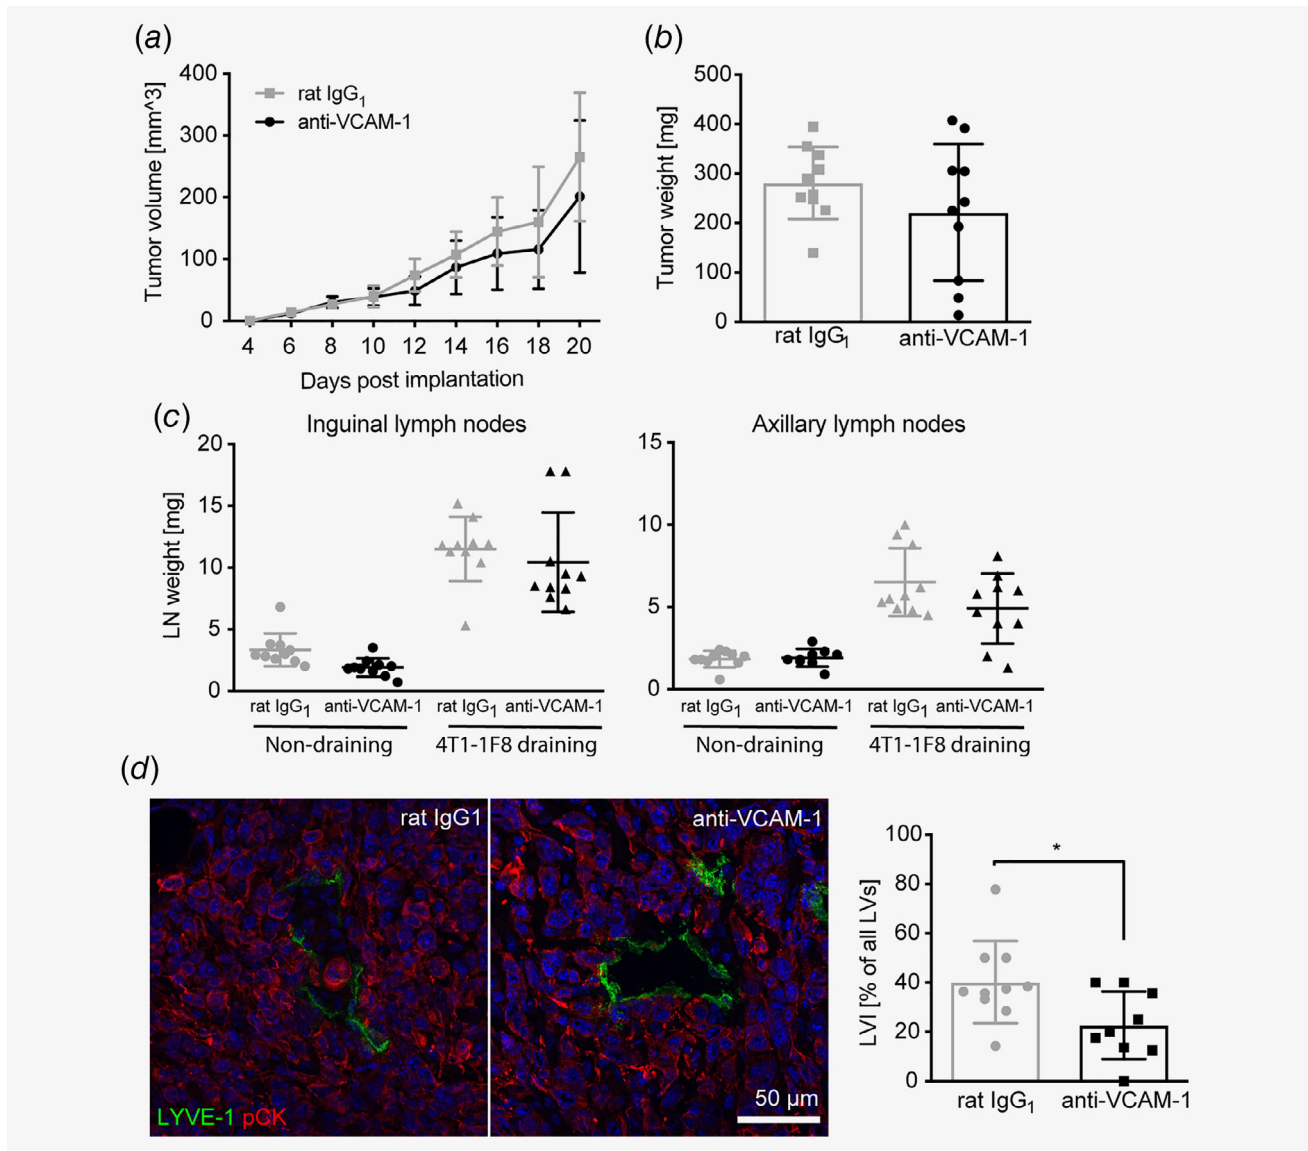 (a)
Tumor volume [mm^3]
400
300
200
100
0
rat IgG1
anti-VCAM-1
4 6 8 10 12 14 16 18 20
Days post implantation
(b)
Tumor weight [mg]
500
400
300
200
100
0
rat IgG1 anti-VCAM-1
(c)
Inguinal lymph nodes
LN weight [mg]
20
15
10
5
0
rat IgG1 anti-VCAM-1 rat IgG1 anti-VCAM-1
Non-draining 4T1-1F8 draining
Axillary lymph nodes
15
10
5
0
rat IgG1 anti-VCAM-1 rat IgG1 anti-VCAM-1
Non-draining 4T1-1F8 draining
(d)
rat IgG1
anti-VCAM-1
LYVE-1 pCK
50 µm
LVI [% of all LVs]
100
80
60
40
20
0
*
rat IgG1 anti-VCAM-1